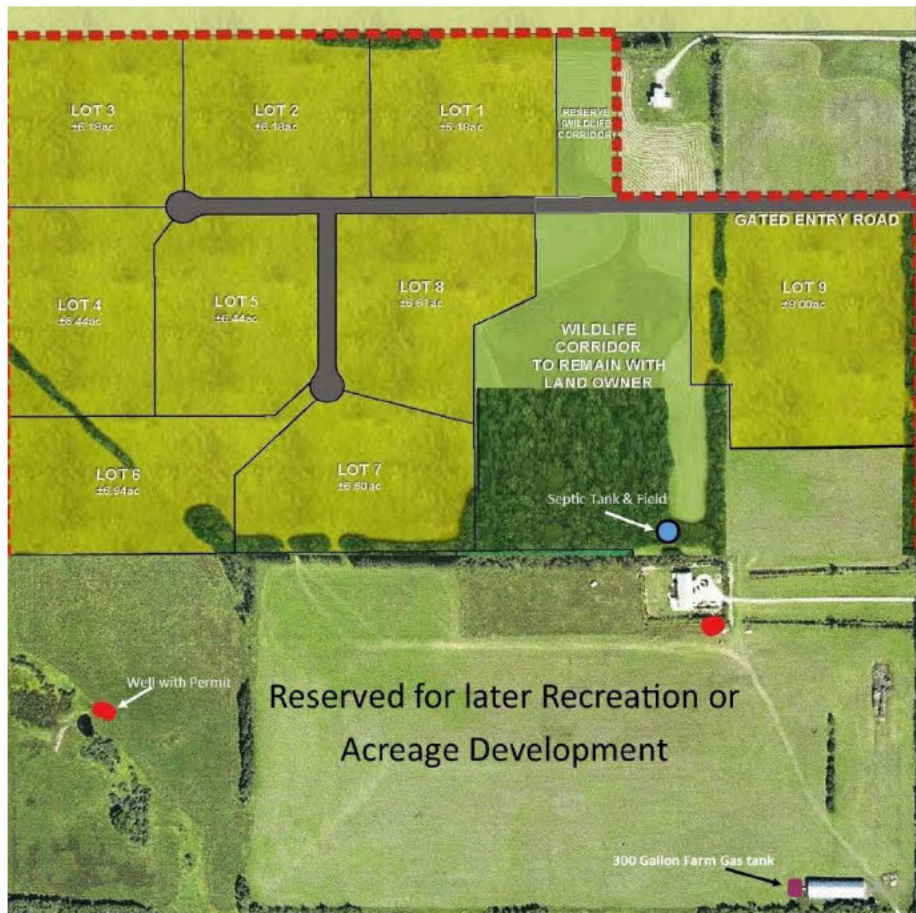 LOT 3
±6.18ac
LOT 2
±6.18ac
LOT 1
±6.18ac
RESERVE
(WILDLIFE
CORRIDOR)
GATED ENTRY ROAD
LOT 4
±6.44ac
LOT 5
±6.44ac
LOT 8
±6.61ac
LOT 9
±9.00ac
WILDLIFE
CORRIDOR
TO REMAIN WITH
LAND OWNER
LOT 6
±6.94ac
LOT 7
±6.60ac
Septic Tank & Field
Well with Permit
Reserved for later Recreation or
Acreage Development
300 Gallon Farm Gas tank